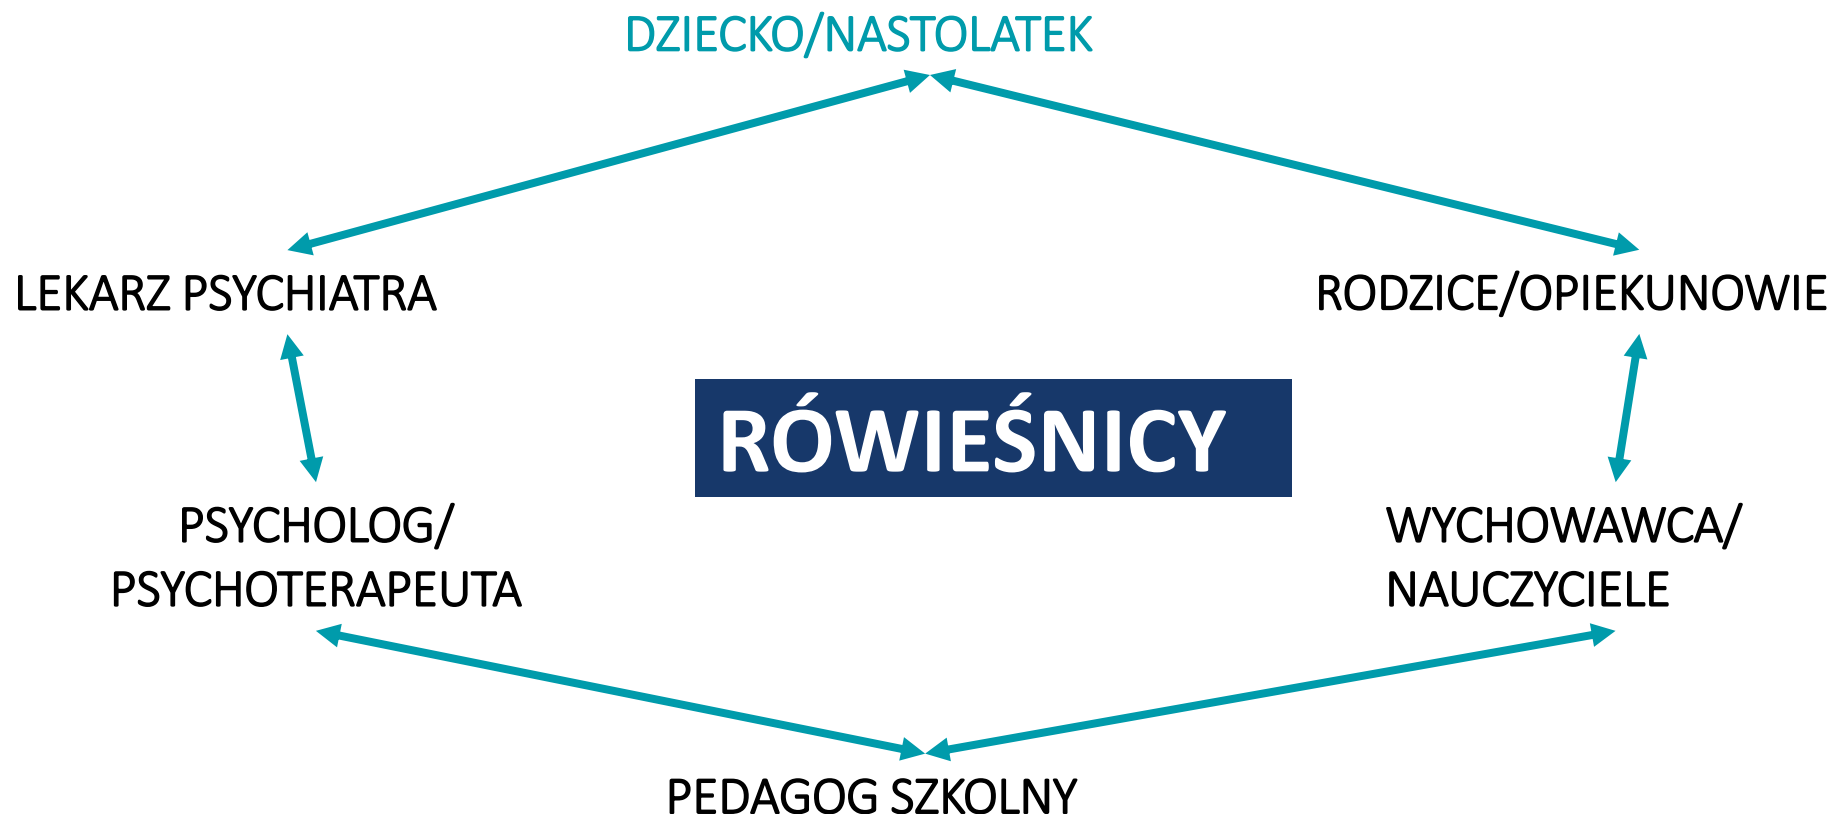 DZIECKO/NASTOLATEK
LEKARZ PSYCHIATRA
RODZICE/OPIEKUNOWIE
RÓWIEŚNICY
PSYCHOLOG/
PSYCHOTERAPEUTA
WYCHOWAWCA/
NAUCZYCIELE
PEDAGOG SZKOLNY